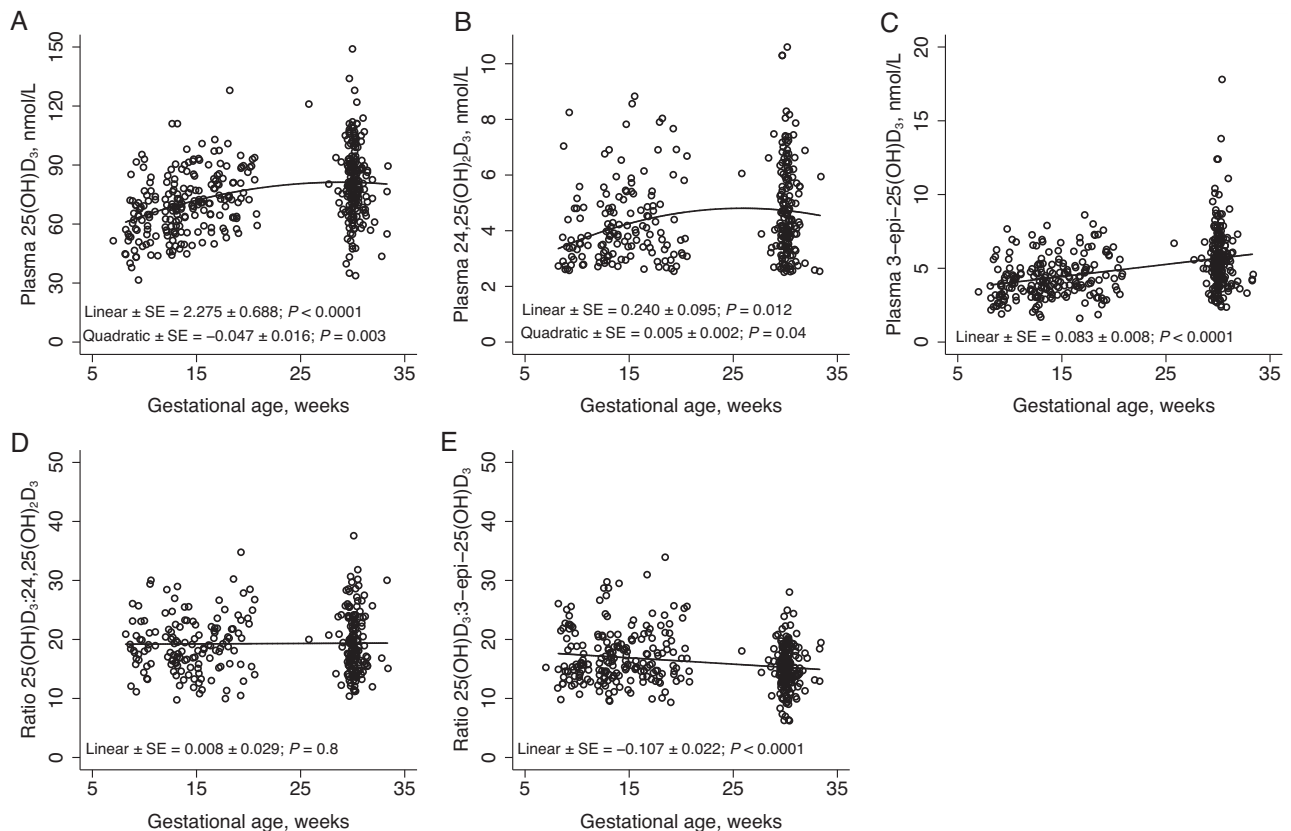 A
Plasma 25(OH)D₃, nmol/L
150
120
90
60
30
0
Linear ± SE = 2.275 ± 0.688; P < 0.0001
Quadratic ± SE = −0.047 ± 0.016; P = 0.003
5 15 25 35
Gestational age, weeks
B
Plasma 24,25(OH)₂D₃, nmol/L
10
8
6
4
2
0
Linear ± SE = 0.240 ± 0.095; P = 0.012
Quadratic ± SE = 0.005 ± 0.002; P = 0.04
5 15 25 35
Gestational age, weeks
C
Plasma 3−epi−25(OH)D₃, nmol/L
20
15
10
5
0
Linear ± SE = 0.083 ± 0.008; P < 0.0001
5 15 25 35
Gestational age, weeks
D
Ratio 25(OH)D₃:24,25(OH)₂D₃
50
40
30
20
10
0
Linear ± SE = 0.008 ± 0.029; P = 0.8
5 15 25 35
Gestational age, weeks
E
Ratio 25(OH)D₃:3−epi−25(OH)D₃
50
40
30
20
10
0
Linear ± SE = −0.107 ± 0.022; P < 0.0001
5 15 25 35
Gestational age, weeks